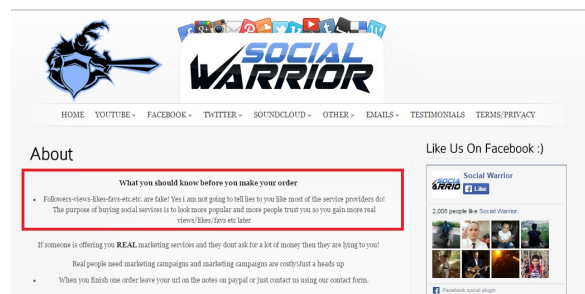 SOCIAL
WARRIOR
HOME YOUTUBE » FACEBOOK » TWITTER » SOUNDCLOUD » OTHER » EMAILS » TESTIMONIALS TERMS/PRIVACY
About
What you should know before you make your order
• Followers-views-likes-favs-etc.etc. are fake! Yes i am not going to tell lies to you like most of the service providers do!
The purpose of buying social services is to look more popular and more people trust you so you gain more real
views/likes/favs etc later
If someone is offering you REAL marketing services and they dont ask for a lot of money then they are lying to you!
Real people need marketing campaigns and marketing campaigns are costly!Just a heads up
• When you finish one order leave your url on the notes on paypal or just contact us using our contact form.
Like Us On Facebook :)
SOCIAL
WARRIO
Social Warrior
Like
2,006 people like Social Warrior.
Facebook social plugin